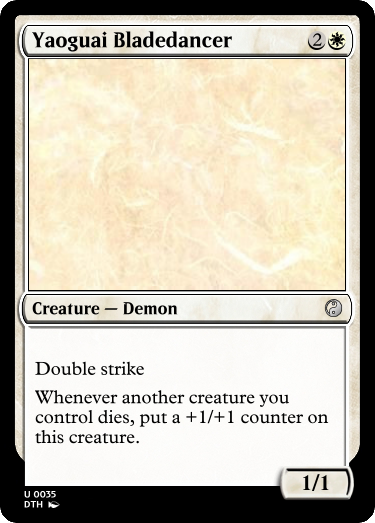 Yaoguai Bladedancer 2
Creature — Demon
Double strike
Whenever another creature you
control dies, put a +1/+1 counter on
this creature.
1/1
U 0035
DTH